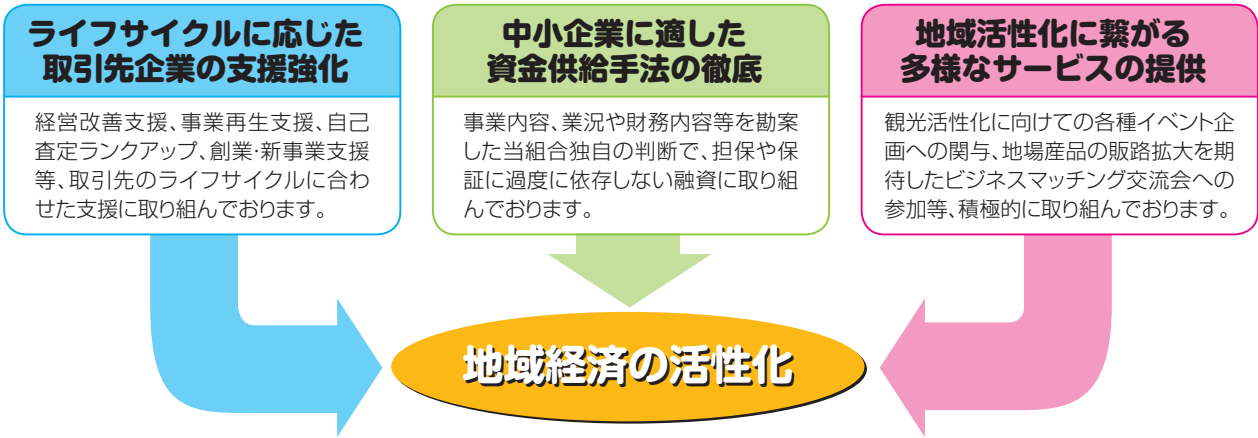 ライフサイクルに応じた
取引先企業の支援強化
経営改善支援、事業再生支援、自己
査定ランクアップ、創業・新事業支援
等、取引先のライフサイクルに合わ
せた支援に取り組んでおります。
中小企業に適した
資金供給手法の徹底
事業内容、業況や財務内容等を勘案
した当組合独自の判断で、担保や保
証に過度に依存しない融資に取り組
んでおります。
地域活性化に繋がる
多様なサービスの提供
観光活性化に向けての各種イベント企
画への関与、地場産品の販路拡大を期
待したビジネスマッチング交流会への
参加等、積極的に取り組んでおります。
地域経済の活性化